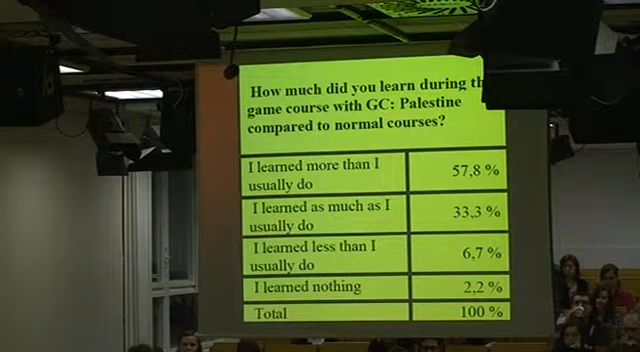 How much did you learn during th
game course with GC: Palestine
compared to normal courses?
I learned more than I
usually do
57,8 %
I learned as much as I
usually do
33,3 %
I learned less than I
usually do
6,7 %
I learned nothing
2,2 %
Total
100 %